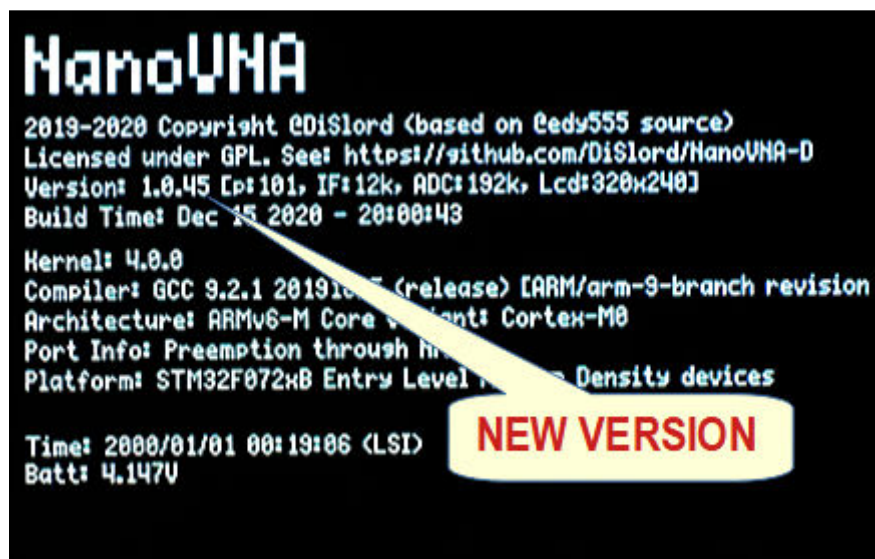 NanoVNA
2019-2020 Copyright @DiSlord (based on @edy555 source)
Licensed under GPL. See: https://github.com/DiSlord/NanoVNA-D
Version: 1.0.45 [p:101, IF:12k, ADC:192k, Lcd:320x240]
Build Time: Dec 15 2020 - 20:00:43
Kernel: 4.0.0
Compiler: GCC 9.2.1 (release) [ARM/arm-9-branch revision
Architecture: ARMv6-M Core Variant: Cortex-M0
Port Info: Preemption through
Platform: STM32F072xB Entry Level Density devices
NEW VERSION
Time: 2000/01/01 00:19:06 (LSI)
Batt: 4.147V